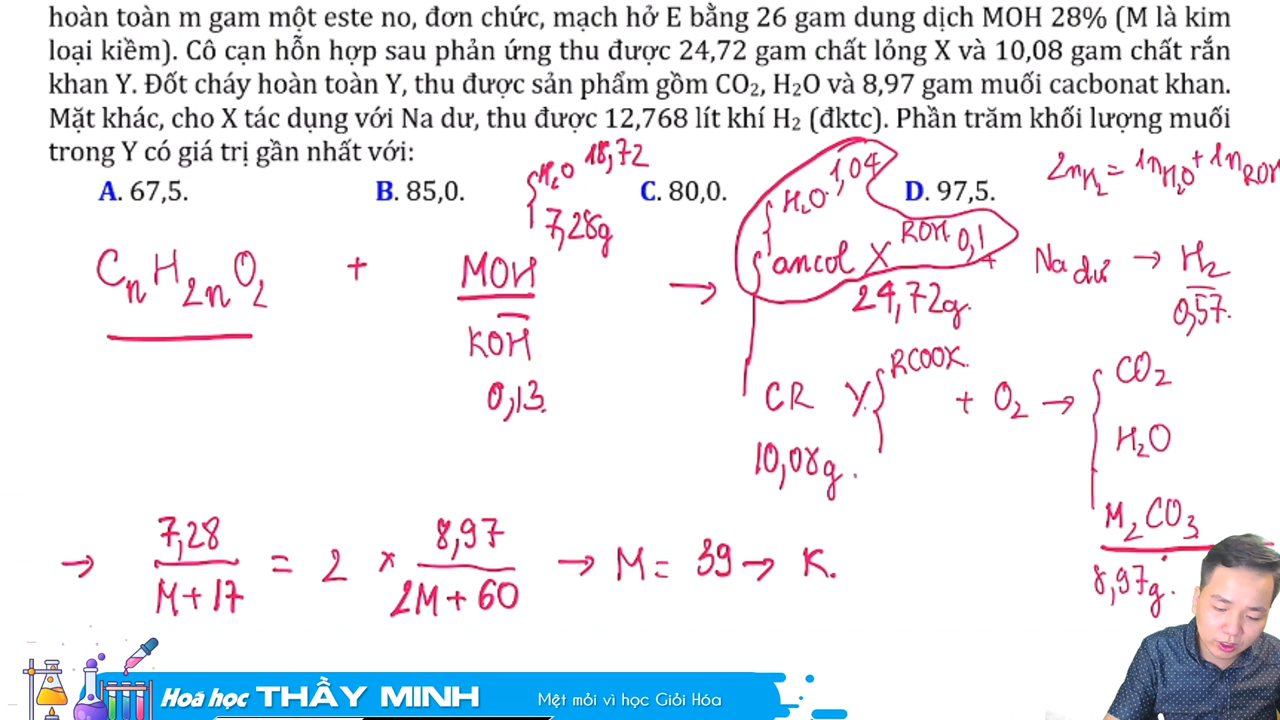 hoàn toàn m gam một este no, đơn chức, mạch hở E bằng 26 gam dung dịch MOH 28% (M là kim
loại kiềm). Cô cạn hỗn hợp sau phản ứng thu được 24,72 gam chất lỏng X và 10,08 gam chất rắn
khan Y. Đốt cháy hoàn toàn Y, thu được sản phẩm gồm CO₂, H₂O và 8,97 gam muối cacbonat khan.
Mặt khác, cho X tác dụng với Na dư, thu được 12,768 lít khí H₂ (đktc). Phần trăm khối lượng muối
trong Y có giá trị gần nhất với:
A. 67,5. B. 85,0. C. 80,0. D. 97,5.
H₂O 18,72
7,28g
H₂O 1,04
2nH₂ = 1nH₂O + 1nROH
CnH2nO2 + MOH → ancol X ROH 0,1 + Na dư → H₂
24,72g.
0,57.
KOH
0,13.
CR Y RCOOK. + O₂ → CO₂
H₂O
M₂CO₃
10,08g.
8,97g.
→ 7,28 / M+17 = 2 × 8,97 / 2M + 60 → M = 39 → K.
Hoá học THẦY MINH Mệt mỏi vì học Giỏi Hóa